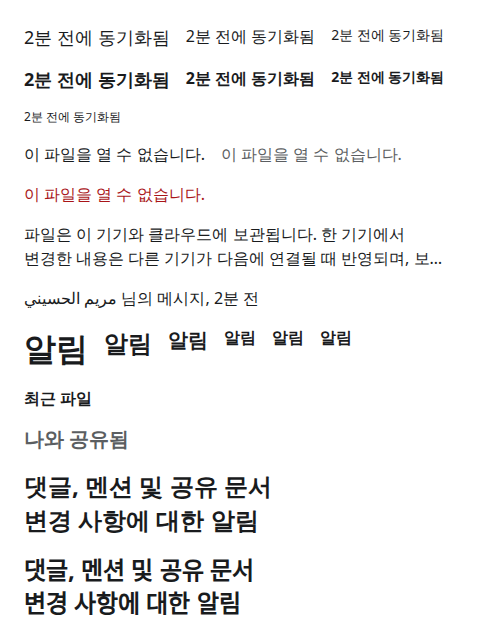 2분 전에 동기화됨 2분 전에 동기화됨 2분 전에 동기화됨
2분 전에 동기화됨 2분 전에 동기화됨 2분 전에 동기화됨
2분 전에 동기화됨
이 파일을 열 수 없습니다. 이 파일을 열 수 없습니다.
이 파일을 열 수 없습니다.
파일은 이 기기와 클라우드에 보관됩니다. 한 기기에서
변경한 내용은 다른 기기가 다음에 연결될 때 반영되며, 보...
مريم الحسيني 님의 메시지, 2분 전
알림 알림 알림 알림 알림 알림
최근 파일
나와 공유됨
댓글, 멘션 및 공유 문서
변경 사항에 대한 알림
댓글, 멘션 및 공유 문서
변경 사항에 대한 알림